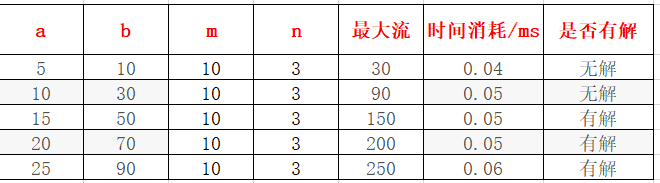 a b m n 最大流 时间消耗/ms 是否有解
5 10 10 3 30 0.04 无解
10 30 10 3 90 0.05 无解
15 50 10 3 150 0.05 有解
20 70 10 3 200 0.05 有解
25 90 10 3 250 0.06 有解